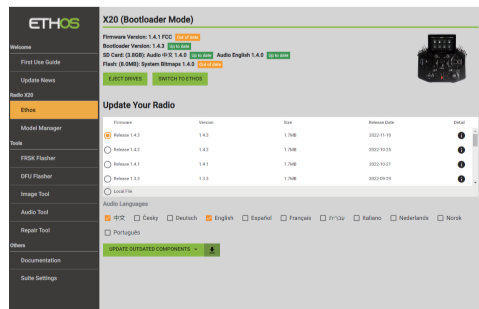 ETHOS
Welcome
First Use Guide
Update News
Radio X20
Ethos
Model Manager
Tools
FRSK Flasher
DFU Flasher
Image Tool
Audio Tool
Repair Tool
Others
Documentation
Suite Settings
X20 (Bootloader Mode)
Firmware Version: 1.4.1 FCC Out of date
Bootloader Version: 1.4.3 Up to date
SD Card: (3.8GB): Audio 中文 1.4.0 Up to date Audio English 1.4.0 Up to date
Flash: (8.0MB): System Bitmaps 1.4.0 Out of date
EJECT DRIVES SWITCH TO ETHOS
Update Your Radio
Firmware Version Size Release Date Detail
Release 1.4.3 1.4.3 1.7MB 2022-11-10
Release 1.4.2 1.4.2 1.7MB 2022-10-25
Release 1.4.1 1.4.1 1.7MB 2022-10-21
Release 1.3.3 1.3.3 1.7MB 2022-09-29
Local File
Audio Languages
中文 Česky Deutsch English Español Français עברית Italiano Nederlands Norsk
Português
UPDATE OUTDATED COMPONENTS